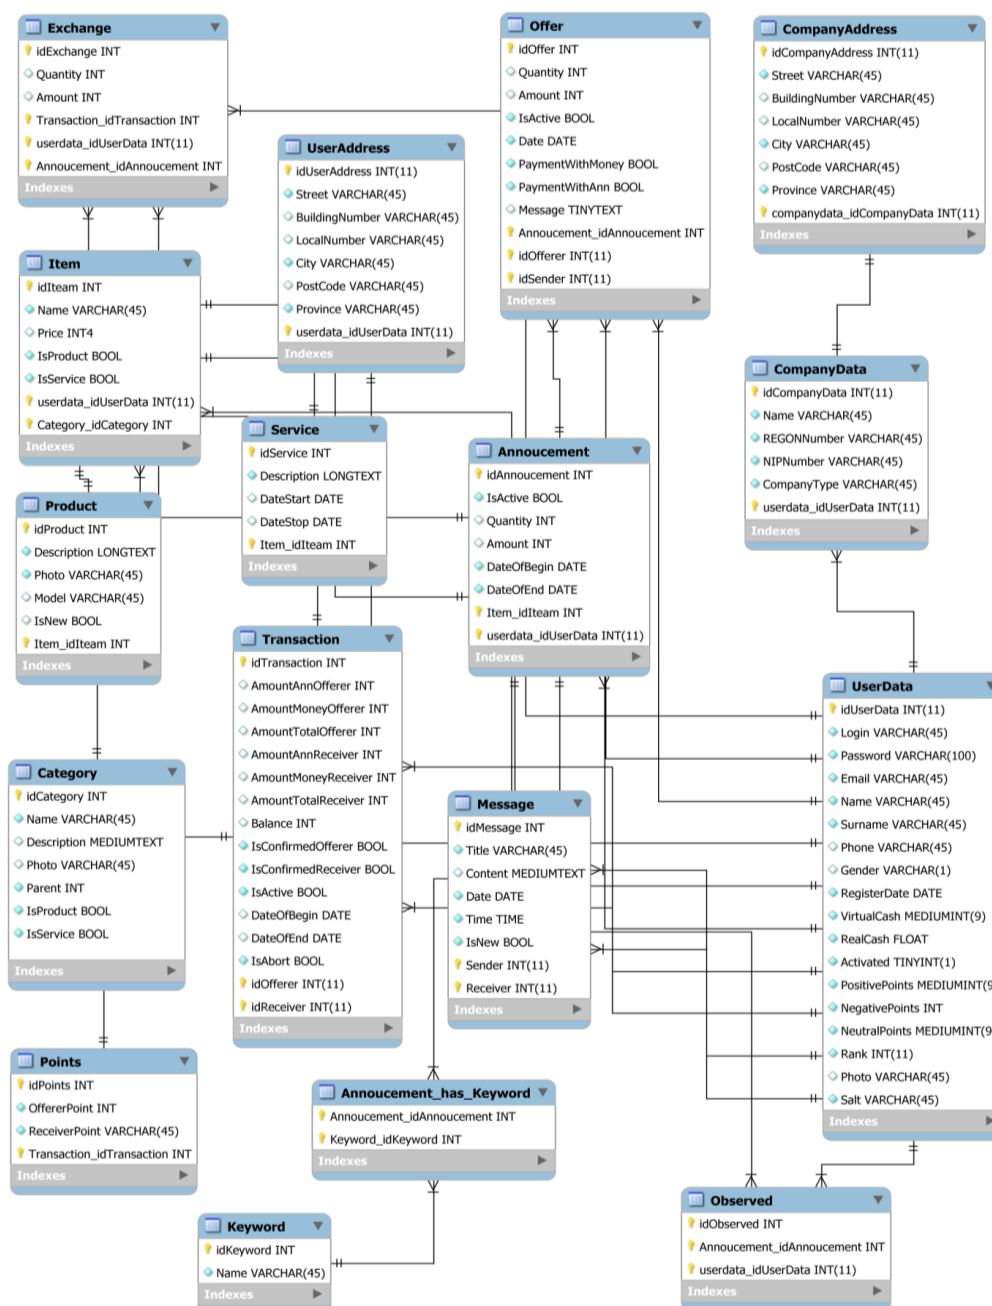 Exchange
idExchange INT
Quantity INT
Amount INT
Transaction_idTransaction INT
userdata_idUserData INT(11)
Annoucement_idAnnoucement INT
Indexes
Offer
idOffer INT
Quantity INT
Amount INT
IsActive BOOL
Date DATE
PaymentWithMoney BOOL
PaymentWithAnn BOOL
Message TINYTEXT
Annoucement_idAnnoucement INT
idOfferer INT(11)
idSender INT(11)
Indexes
CompanyAddress
idCompanyAddress INT(11)
Street VARCHAR(45)
BuildingNumber VARCHAR(45)
LocalNumber VARCHAR(45)
City VARCHAR(45)
PostCode VARCHAR(45)
Province VARCHAR(45)
companydata_idCompanyData INT(11)
Indexes
UserAddress
idUserAddress INT(11)
Street VARCHAR(45)
BuildingNumber VARCHAR(45)
LocalNumber VARCHAR(45)
City VARCHAR(45)
PostCode VARCHAR(45)
Province VARCHAR(45)
userdata_idUserData INT(11)
Indexes
Item
idIteam INT
Name VARCHAR(45)
Price INT4
IsProduct BOOL
IsService BOOL
userdata_idUserData INT(11)
Category_idCategory INT
Indexes
CompanyData
idCompanyData INT(11)
Name VARCHAR(45)
REGONNumber VARCHAR(45)
NIPNumber VARCHAR(45)
CompanyType VARCHAR(45)
userdata_idUserData INT(11)
Indexes
Service
idService INT
Description LONGTEXT
DateStart DATE
DateStop DATE
Item_idIteam INT
Indexes
Annoucement
idAnnoucement INT
IsActive BOOL
Quantity INT
Amount INT
DateOfBegin DATE
DateOfEnd DATE
Item_idIteam INT
userdata_idUserData INT(11)
Indexes
Product
idProduct INT
Description LONGTEXT
Photo VARCHAR(45)
Model VARCHAR(45)
IsNew BOOL
Item_idIteam INT
Indexes
Transaction
idTransaction INT
AmountAnnOfferer INT
AmountMoneyOfferer INT
AmountTotalOfferer INT
AmountAnnReceiver INT
AmountMoneyReceiver INT
AmountTotalReceiver INT
Balance INT
IsConfirmedOfferer BOOL
IsConfirmedReceiver BOOL
IsActive BOOL
DateOfBegin DATE
DateOfEnd DATE
IsAbort BOOL
idOfferer INT(11)
idReceiver INT(11)
Indexes
UserData
idUserData INT(11)
Login VARCHAR(45)
Password VARCHAR(100)
Email VARCHAR(45)
Name VARCHAR(45)
Surname VARCHAR(45)
Phone VARCHAR(45)
Gender VARCHAR(1)
RegisterDate DATE
VirtualCash MEDIUMINT(9)
RealCash FLOAT
Activated TINYINT(1)
PositivePoints MEDIUMINT(9
NegativePoints INT
NeutralPoints MEDIUMINT(9
Rank INT(11)
Photo VARCHAR(45)
Salt VARCHAR(45)
Indexes
Category
idCategory INT
Name VARCHAR(45)
Description MEDIUMTEXT
Photo VARCHAR(45)
Parent INT
IsProduct BOOL
IsService BOOL
Indexes
Message
idMessage INT
Title VARCHAR(45)
Content MEDIUMTEXT
Date DATE
Time TIME
IsNew BOOL
Sender INT(11)
Receiver INT(11)
Indexes
Points
idPoints INT
OffererPoint INT
ReceiverPoint VARCHAR(45)
Transaction_idTransaction INT
Indexes
Annoucement_has_Keyword
Annoucement_idAnnoucement INT
Keyword_idKeyword INT
Indexes
Keyword
idKeyword INT
Name VARCHAR(45)
Indexes
Observed
idObserved INT
Annoucement_idAnnoucement INT
userdata_idUserData INT(11)
Indexes